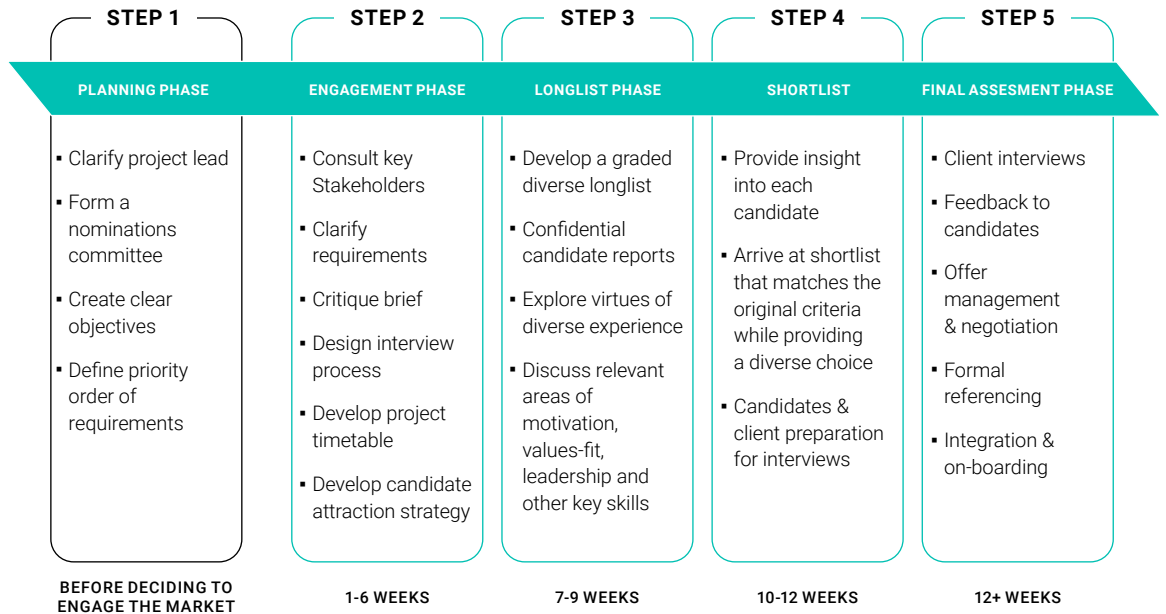 STEP 1
PLANNING PHASE
▪ Clarify project lead
▪ Form a
nominations
committee
▪ Create clear
objectives
▪ Define priority
order of
requirements
BEFORE DECIDING TO
ENGAGE THE MARKET
STEP 2
ENGAGEMENT PHASE
▪ Consult key
Stakeholders
▪ Clarify
requirements
▪ Critique brief
▪ Design interview
process
▪ Develop project
timetable
▪ Develop candidate
attraction strategy
1-6 WEEKS
STEP 3
LONGLIST PHASE
▪ Develop a graded
diverse longlist
▪ Confidential
candidate reports
▪ Explore virtues of
diverse experience
▪ Discuss relevant
areas of
motivation,
values-fit,
leadership and
other key skills
7-9 WEEKS
STEP 4
SHORTLIST
▪ Provide insight
into each
candidate
▪ Arrive at shortlist
that matches the
original criteria
while providing
a diverse choice
▪ Candidates &
client preparation
for interviews
10-12 WEEKS
STEP 5
FINAL ASSESMENT PHASE
▪ Client interviews
▪ Feedback to
candidates
▪ Offer
management
& negotiation
▪ Formal
referencing
▪ Integration &
on-boarding
12+ WEEKS